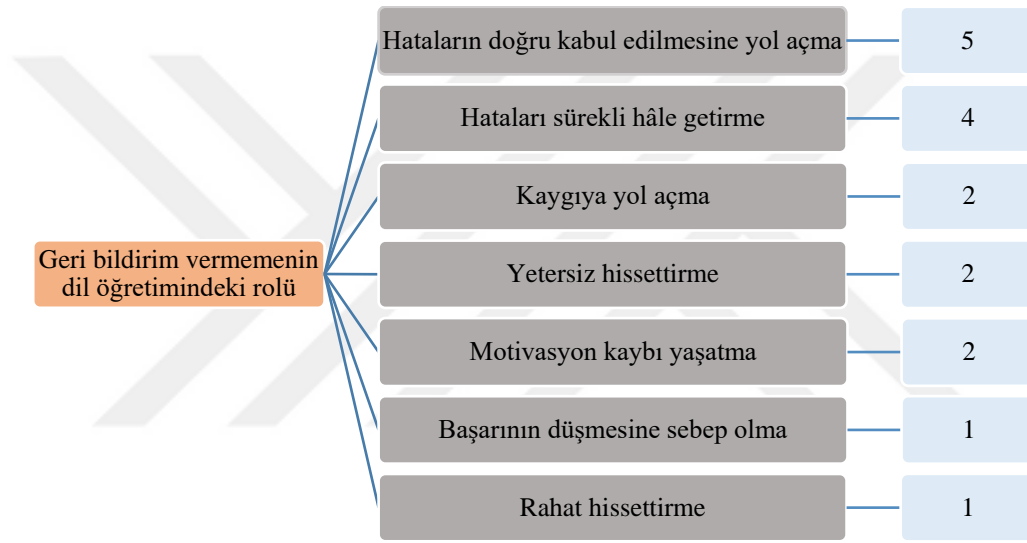 Hataların doğru kabul edilmesine yol açma
5
Hataları sürekli hâle getirme
4
Kaygıya yol açma
2
Geri bildirim vermemenin
dil öğretimindeki rolü
Yetersiz hissettirme
2
Motivasyon kaybı yaşatma
2
Başarının düşmesine sebep olma
1
Rahat hissettirme
1